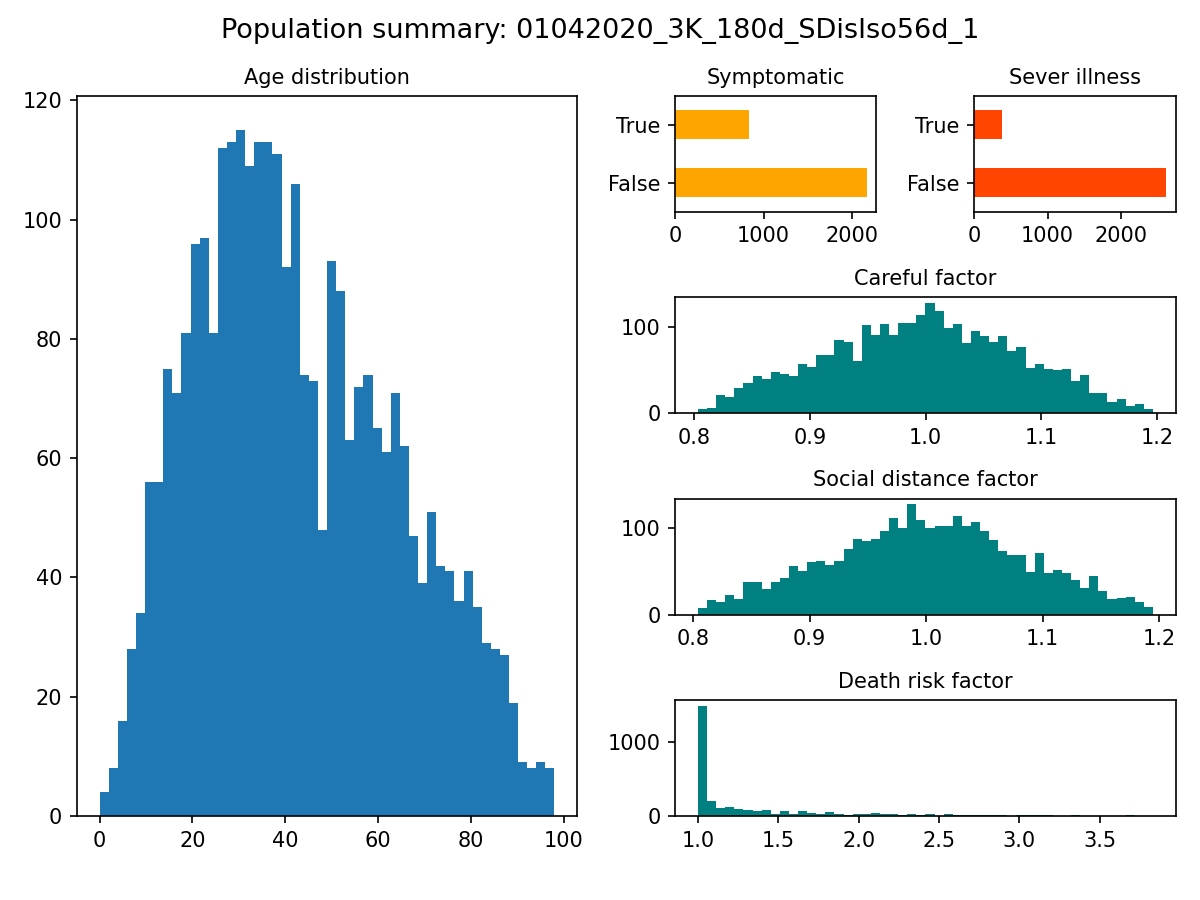 Population summary: 01042020_3K_180d_SDisIso56d_1
Age distribution
120
100
80
60
40
20
0
0 20 40 60 80 100
Symptomatic
True
False
0 1000 2000
Sever illness
True
False
0 1000 2000
Careful factor
100
0
0.8 0.9 1.0 1.1 1.2
Social distance factor
100
0
0.8 0.9 1.0 1.1 1.2
Death risk factor
1000
0
1.0 1.5 2.0 2.5 3.0 3.5